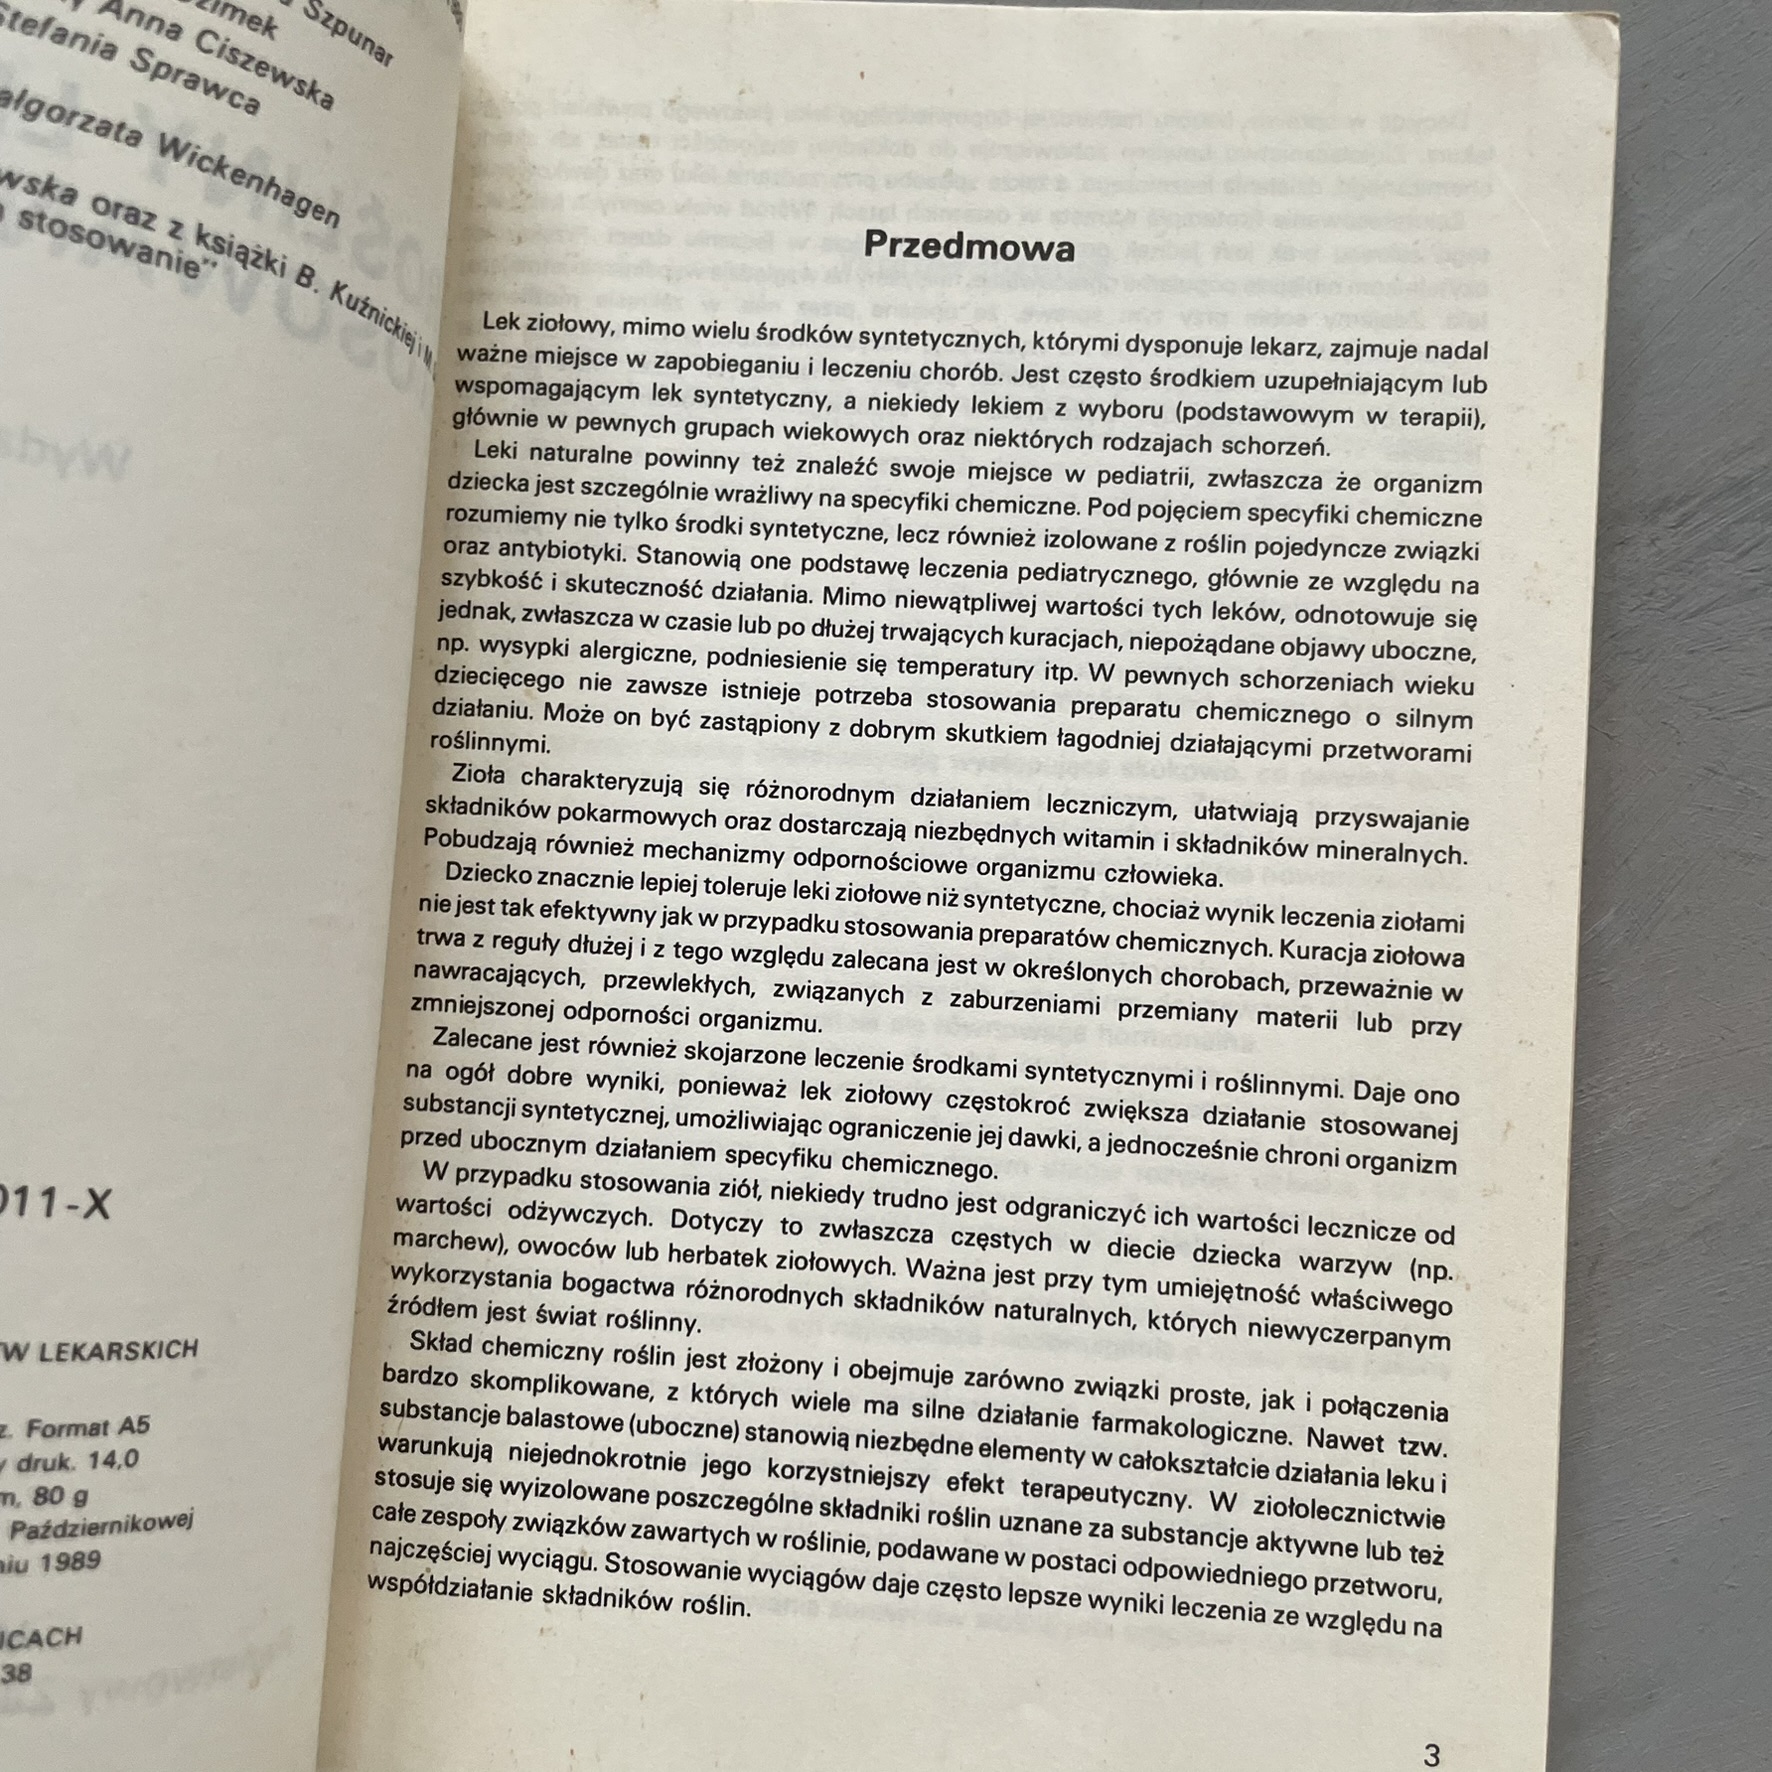 Szpunar
Anna Ciszewska
Stefania Sprawca
Wickenhagen
oraz z książki B. Kuźnickiej i M.
stosowanie"
011-X
LEKARSKICH
Format A5
druk. 14,0
80 g
Październikowej
1989
38
Przedmowa
Lek ziołowy, mimo wielu środków syntetycznych, którymi dysponuje lekarz, zajmuje nadal
ważne miejsce w zapobieganiu i leczeniu chorób. Jest często środkiem uzupełniającym lub
wspomagającym lek syntetyczny, a niekiedy lekiem z wyboru (podstawowym w terapii),
głównie w pewnych grupach wiekowych oraz niektórych rodzajach schorzeń.
Leki naturalne powinny też znaleźć swoje miejsce w pediatrii, zwłaszcza że organizm
dziecka jest szczególnie wrażliwy na specyfiki chemiczne. Pod pojęciem specyfiki chemiczne
rozumiemy nie tylko środki syntetyczne, lecz również izolowane z roślin pojedyncze związki
oraz antybiotyki. Stanowią one podstawę leczenia pediatrycznego, głównie ze względu na
szybkość i skuteczność działania. Mimo niewątpliwej wartości tych leków, odnotowuje się
jednak, zwłaszcza w czasie lub po dłużej trwających kuracjach, niepożądane objawy uboczne,
np. wysypki alergiczne, podniesienie się temperatury itp. W pewnych schorzeniach wieku
dziecięcego nie zawsze istnieje potrzeba stosowania preparatu chemicznego o silnym
działaniu. Może on być zastąpiony z dobrym skutkiem łagodniej działającymi przetworami
roślinnymi.
Zioła charakteryzują się różnorodnym działaniem leczniczym, ułatwiają przyswajanie
składników pokarmowych oraz dostarczają niezbędnych witamin i składników mineralnych.
Pobudzają również mechanizmy odpornościowe organizmu człowieka.
Dziecko znacznie lepiej toleruje leki ziołowe niż syntetyczne, chociaż wynik leczenia ziołami
nie jest tak efektywny jak w przypadku stosowania preparatów chemicznych. Kuracja ziołowa
trwa z reguły dłużej i z tego względu zalecana jest w określonych chorobach, przeważnie w
nawracających, przewlekłych, związanych z zaburzeniami przemiany materii lub przy
zmniejszonej odporności organizmu.
Zalecane jest również skojarzone leczenie środkami syntetycznymi i roślinnymi. Daje ono
na ogół dobre wyniki, ponieważ lek ziołowy częstokroć zwiększa działanie stosowanej
substancji syntetycznej, umożliwiając ograniczenie jej dawki, a jednocześnie chroni organizm
przed ubocznym działaniem specyfiku chemicznego.
W przypadku stosowania ziół, niekiedy trudno jest odgraniczyć ich wartości lecznicze od
wartości odżywczych. Dotyczy to zwłaszcza częstych w diecie dziecka warzyw (np.
marchew), owoców lub herbatek ziołowych. Ważna jest przy tym umiejętność właściwego
wykorzystania bogactwa różnorodnych składników naturalnych, których niewyczerpanym
źródłem jest świat roślinny.
Skład chemiczny roślin jest złożony i obejmuje zarówno związki proste, jak i połączenia
bardzo skomplikowane, z których wiele ma silne działanie farmakologiczne. Nawet tzw.
substancje balastowe (uboczne) stanowią niezbędne elementy w całokształcie działania leku i
warunkują niejednokrotnie jego korzystniejszy efekt terapeutyczny. W ziołolecznictwie
stosuje się wyizolowane poszczególne składniki roślin uznane za substancje aktywne lub też
całe zespoły związków zawartych w roślinie, podawane w postaci odpowiedniego przetworu,
najczęściej wyciągu. Stosowanie wyciągów daje często lepsze wyniki leczenia ze względu na
współdziałanie składników roślin.
3